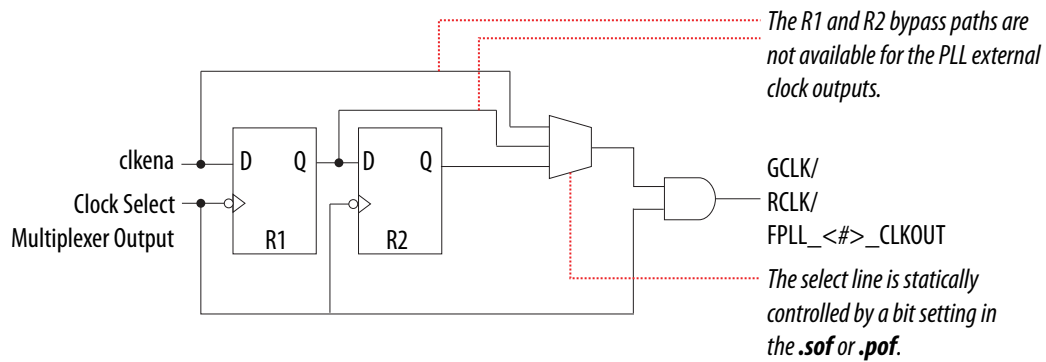 The R1 and R2 bypass paths are
not available for the PLL external
clock outputs.
clkena
D
Q
D
Q
Clock Select
Multiplexer Output
R1
R2
GCLK/
RCLK/
FPLL_<#>_CLKOUT
The select line is statically
controlled by a bit setting in
the .sof or .pof.